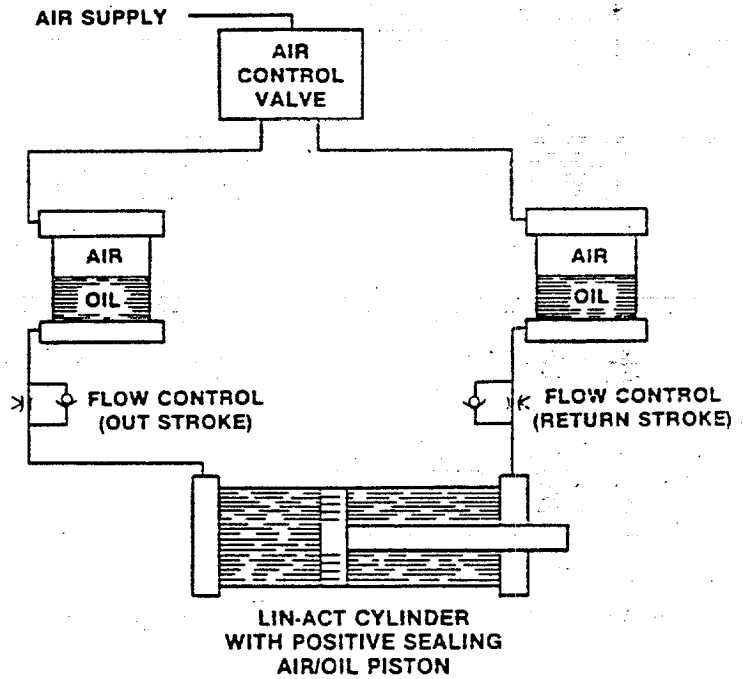 AIR SUPPLY
AIR
CONTROL
VALVE
AIR
OIL
AIR
OIL
FLOW CONTROL
(OUT STROKE)
FLOW CONTROL
(RETURN STROKE)
LIN-ACT CYLINDER
WITH POSITIVE SEALING
AIR/OIL PISTON